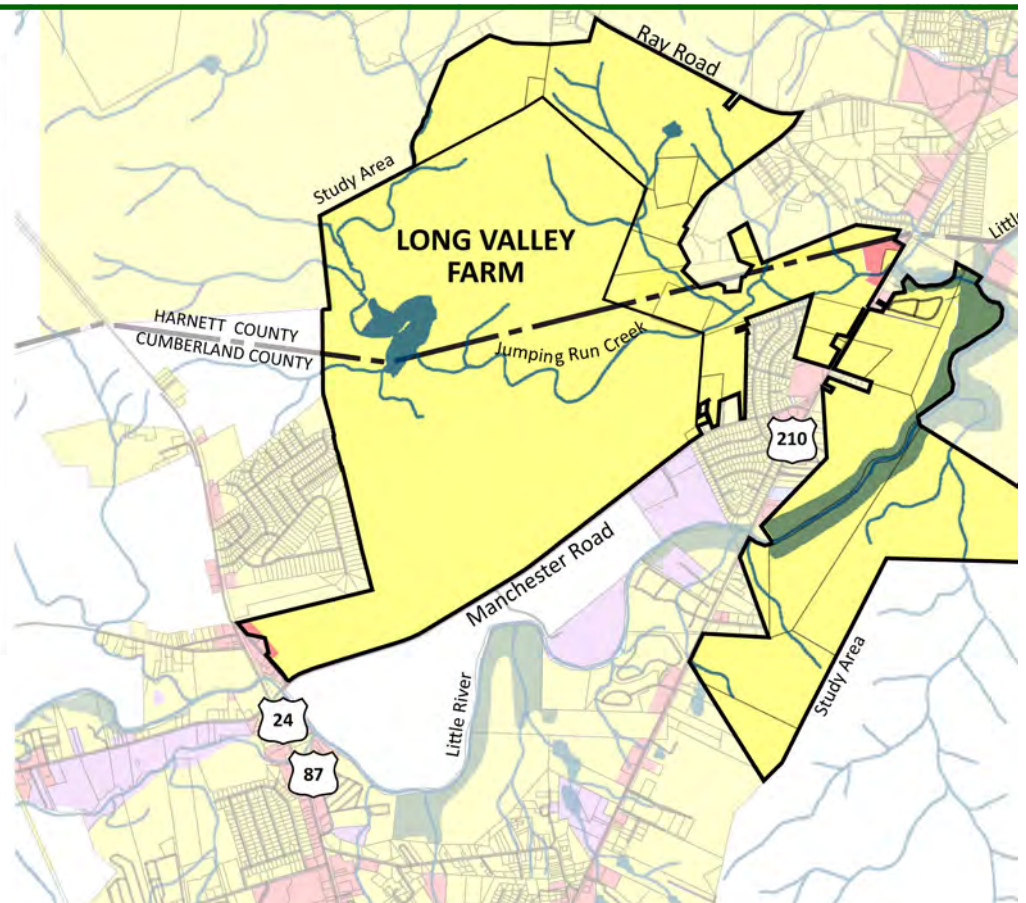 Ray Road
Study Area
LONG VALLEY
FARM
Little
HARNETT COUNTY
CUMBERLAND COUNTY
Jumping Run Creek
210
Manchester Road
Study Area
Little River
24
87